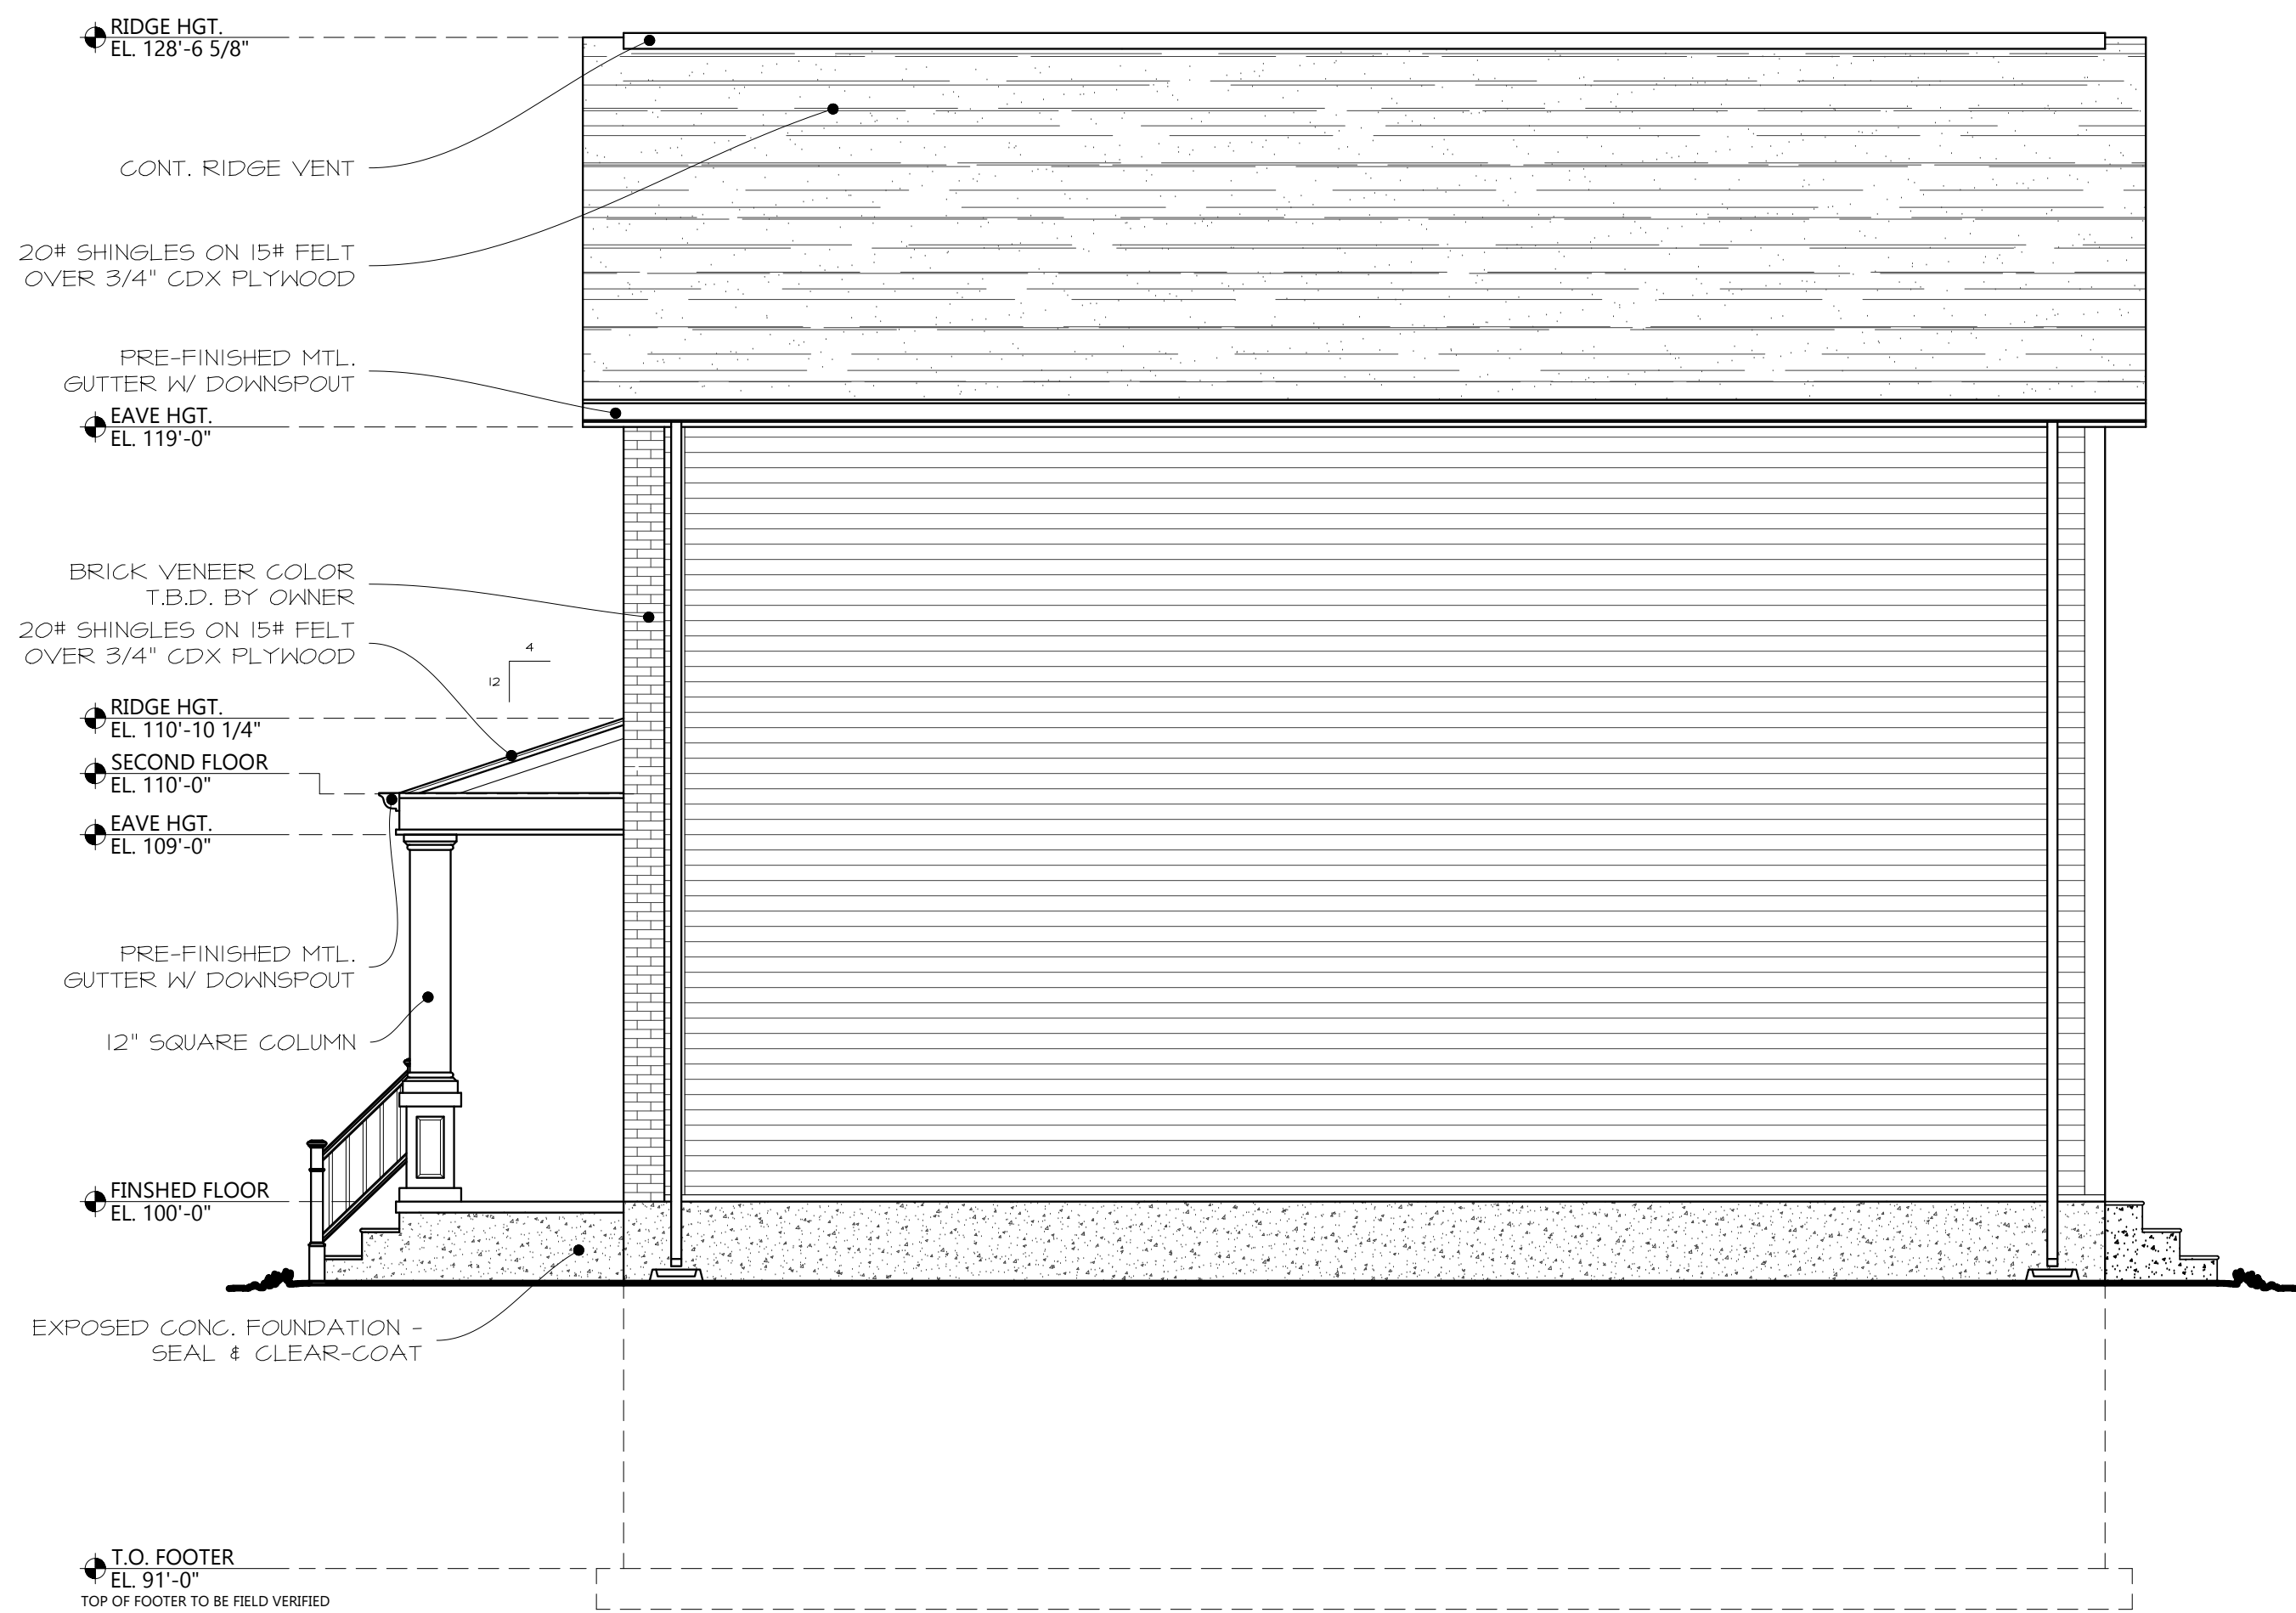 RIDGE HGT.
EL. 128'-6 5/8"
CONT. RIDGE VENT
20# SHINGLES ON 15# FELT
OVER 3/4" CDX PLYWOOD
PRE-FINISHED MTL.
GUTTER W/ DOWNSPOUT
EAVE HGT.
EL. 119'-0"
BRICK VENEER COLOR
T.B.D. BY OWNER
20# SHINGLES ON 15# FELT
OVER 3/4" CDX PLYWOOD
4
12
RIDGE HGT.
EL. 110'-10 1/4"
SECOND FLOOR
EL. 110'-0"
EAVE HGT.
EL. 109'-0"
PRE-FINISHED MTL.
GUTTER W/ DOWNSPOUT
12" SQUARE COLUMN
FINSHED FLOOR
EL. 100'-0"
EXPOSED CONC. FOUNDATION -
SEAL & CLEAR-COAT
T.O. FOOTER
EL. 91'-0"
TOP OF FOOTER TO BE FIELD VERIFIED